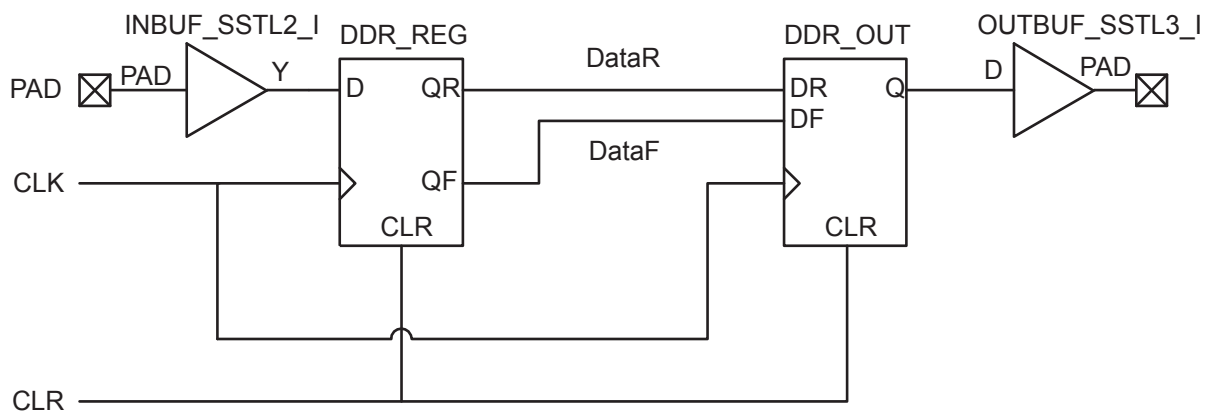 INBUF_SSTL2_I
DDR_REG
DDR_OUT
OUTBUF_SSTL3_I
PAD
PAD
Y
D
QR
DataR
DR
Q
D
PAD
DF
DataF
CLK
QF
CLR
CLR
CLR